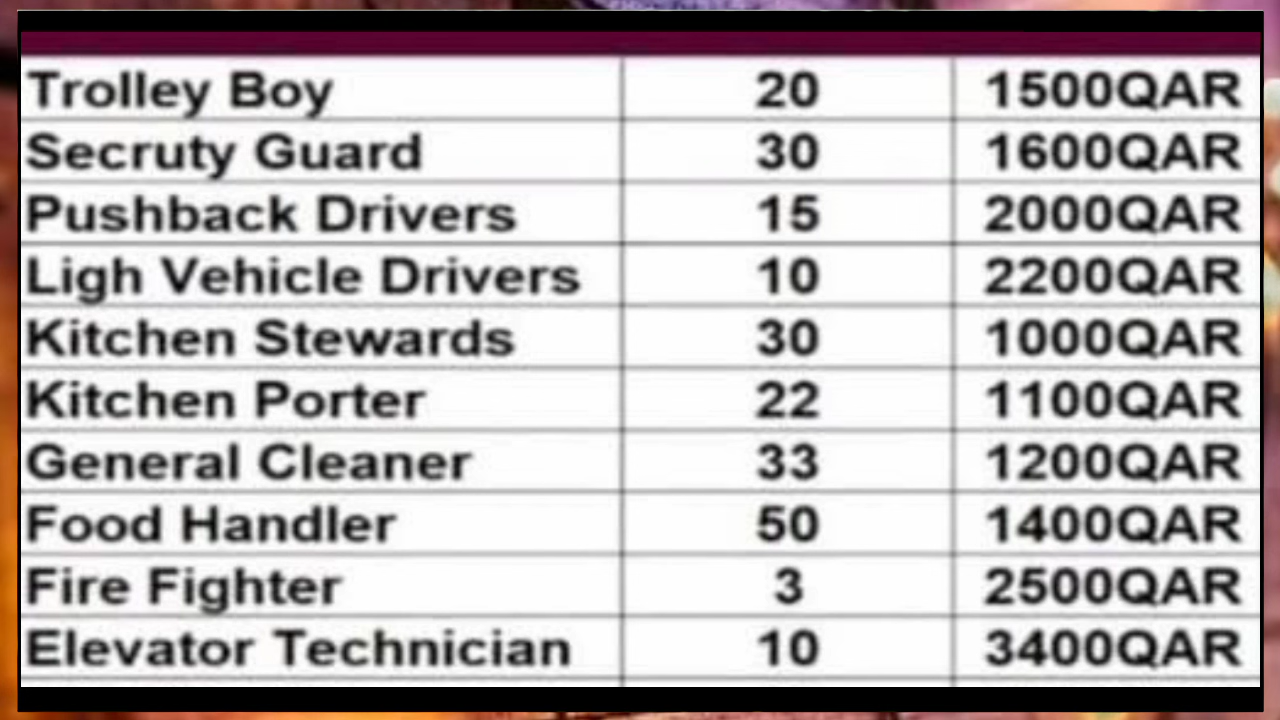 Trolley Boy 20 1500QAR
Secruty Guard 30 1600QAR
Pushback Drivers 15 2000QAR
Ligh Vehicle Drivers 10 2200QAR
Kitchen Stewards 30 1000QAR
Kitchen Porter 22 1100QAR
General Cleaner 33 1200QAR
Food Handler 50 1400QAR
Fire Fighter 3 2500QAR
Elevator Technician 10 3400QAR